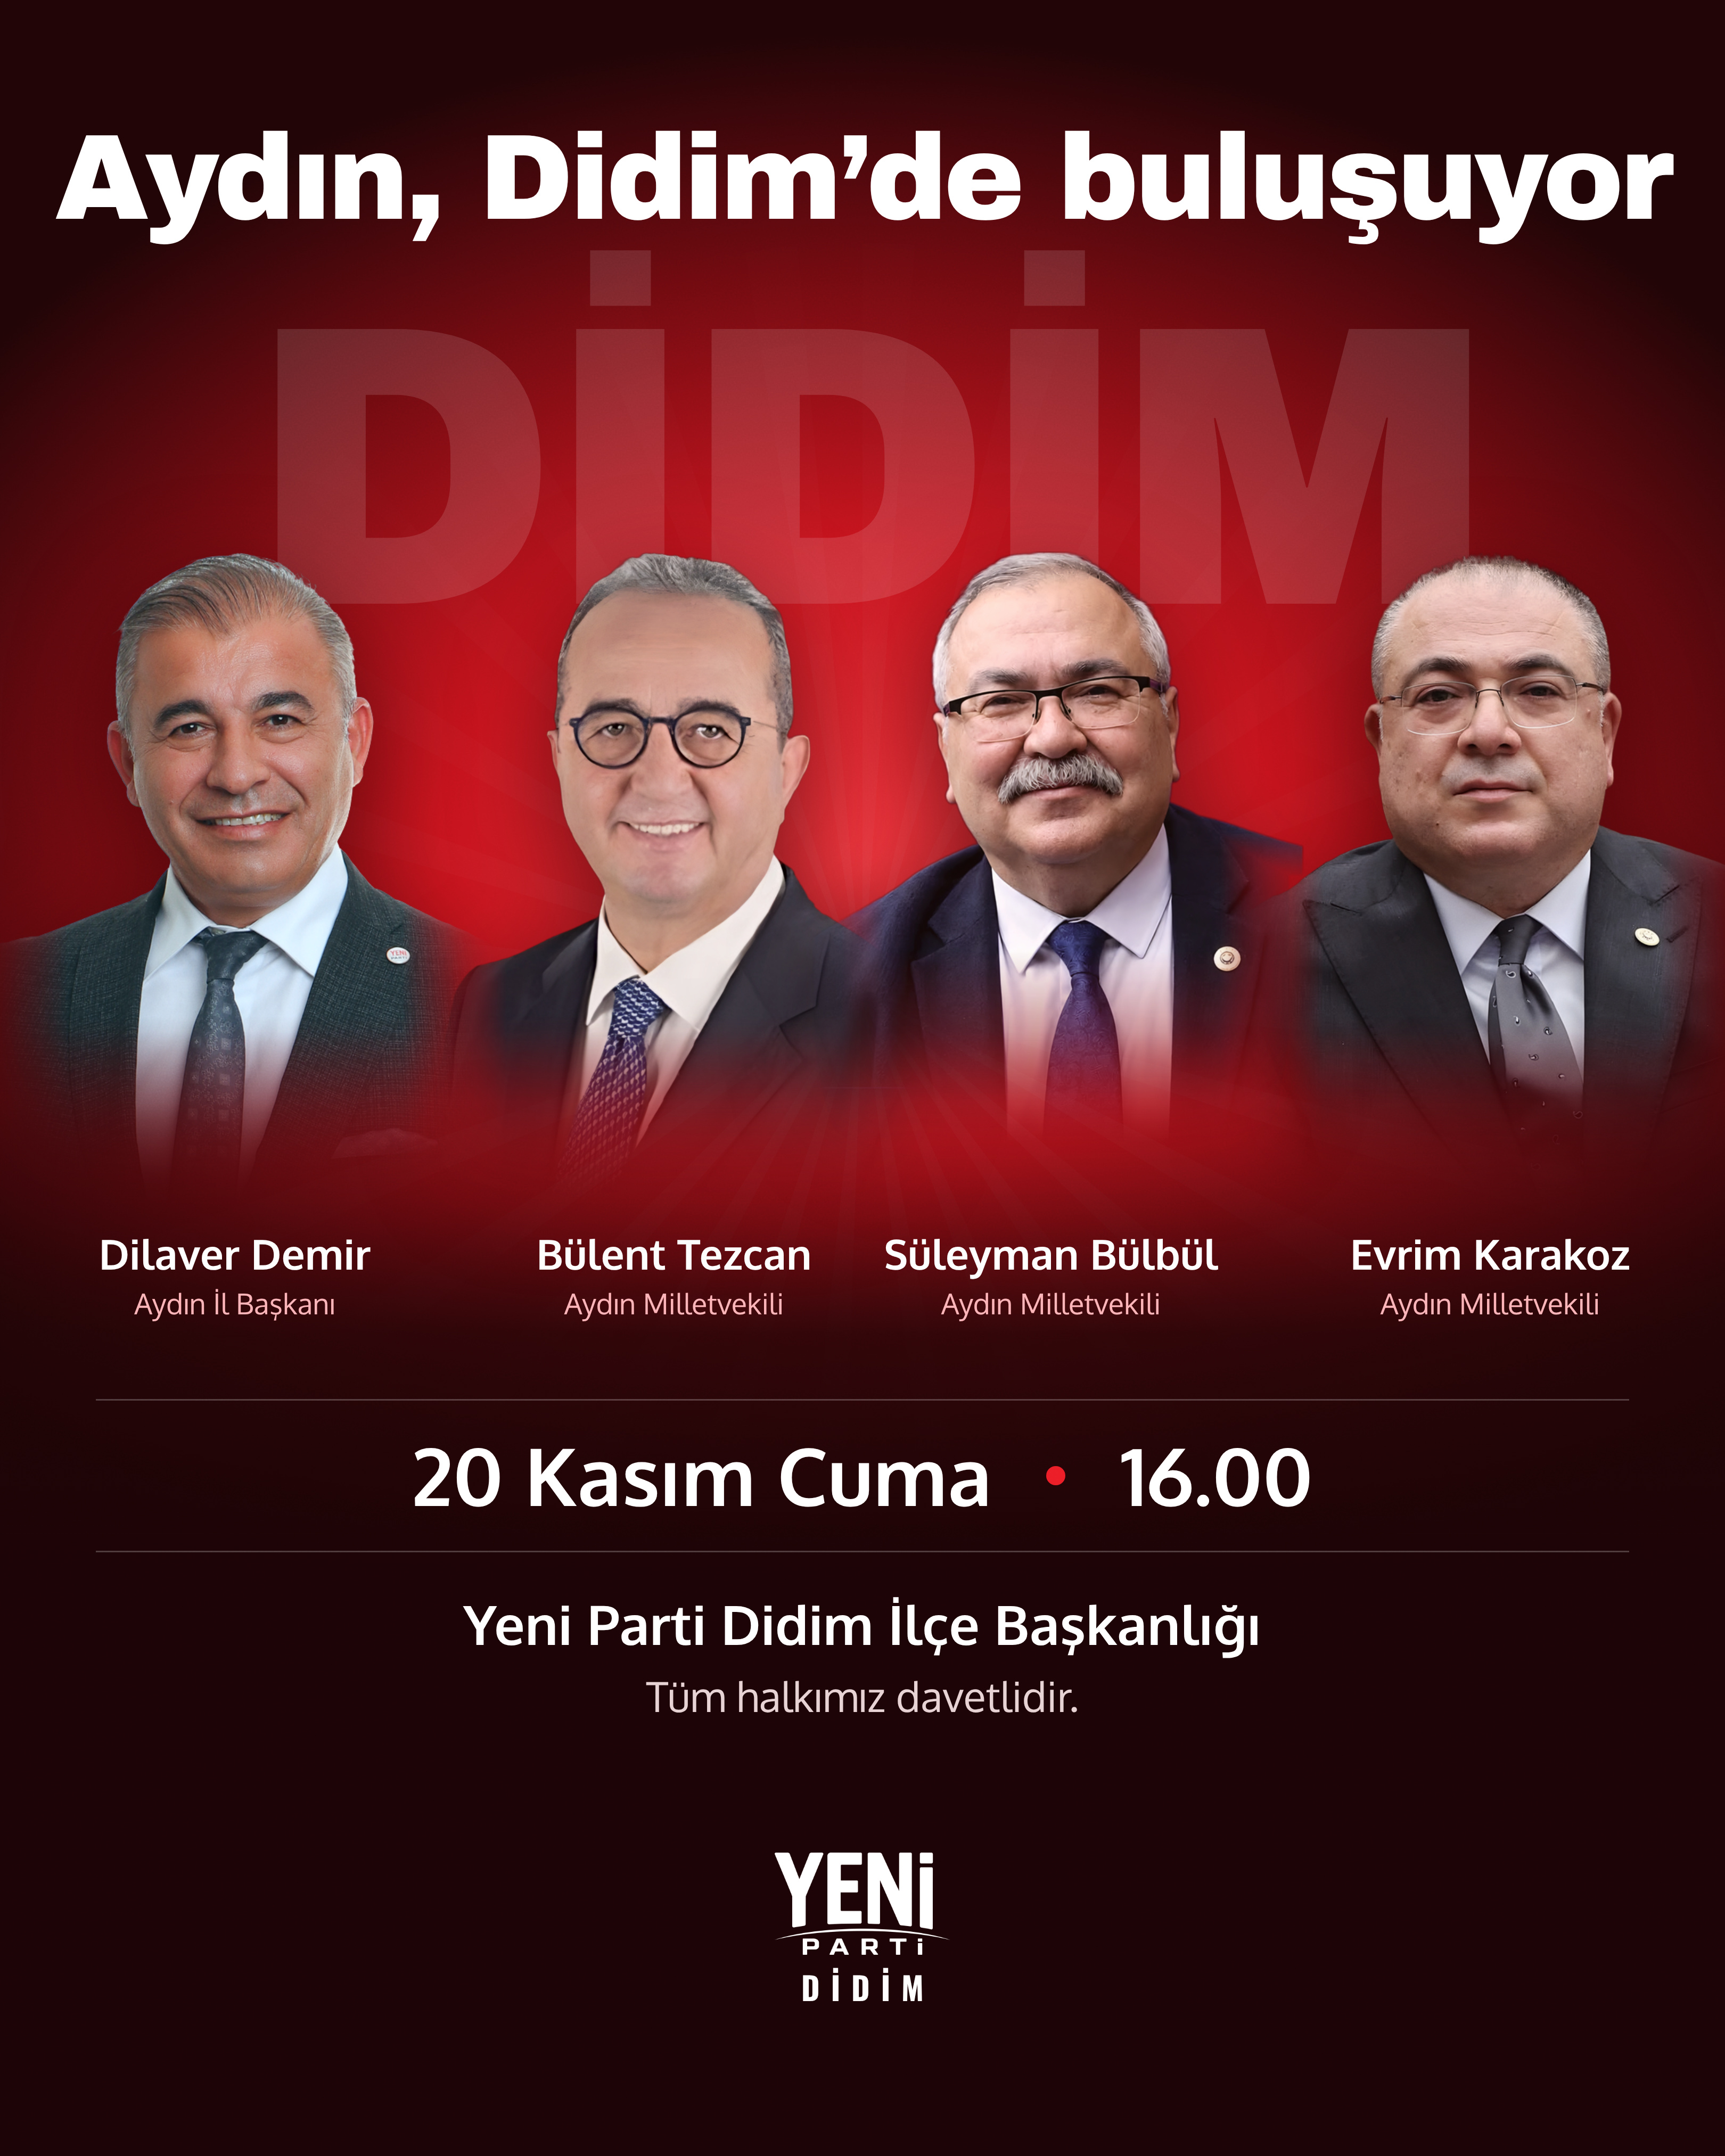 Aydın, Didim’de buluşuyor
DİDİM
YENİ
Dilaver Demir
Aydın İl Başkanı
Bülent Tezcan
Aydın Milletvekili
Süleyman Bülbül
Aydın Milletvekili
Evrim Karakoz
Aydın Milletvekili
20 Kasım Cuma • 16.00
Yeni Parti Didim İlçe Başkanlığı
Tüm halkımız davetlidir.
YENİ
PARTİ
DİDİM